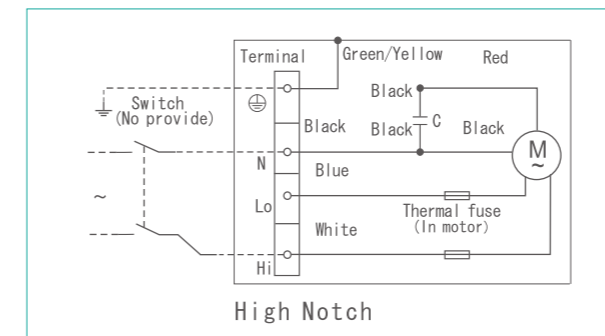 Terminal
Green/Yellow
Red
Switch
(No provide)
Black
Black
C
Black
Black
N
Blue
M
~
~
Lo
Thermal fuse
(In motor)
White
Hi
High Notch